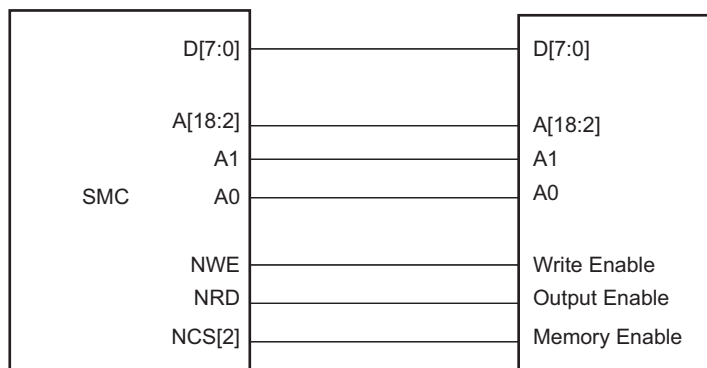 D[7:0] D[7:0]
A[18:2] A[18:2]
A1 A1
SMC A0 A0
NWE Write Enable
NRD Output Enable
NCS[2] Memory Enable